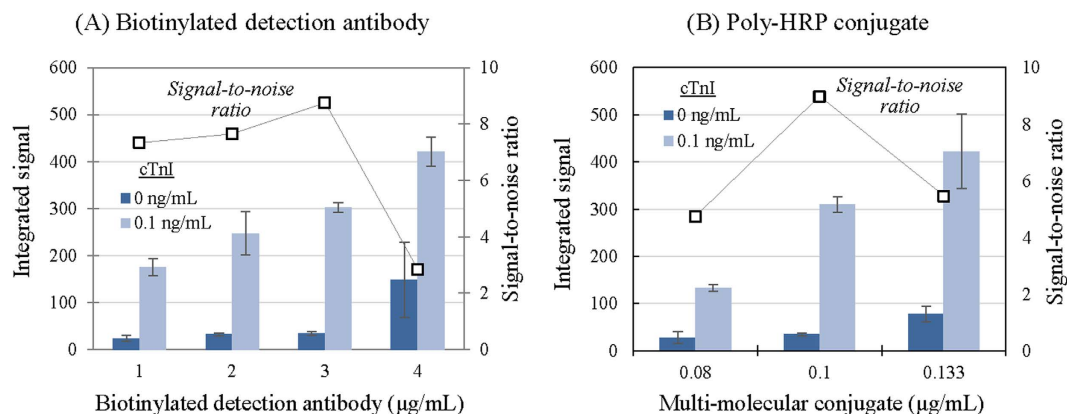 (A) Biotinylated detection antibody
600
500
400
300
200
100
0
Integrated signal
10
8
6
4
2
0
Signal-to-noise ratio
Signal-to-noise
ratio
cTnI
0 ng/mL
0.1 ng/mL
1 2 3 4
Biotinylated detection antibody (µg/mL)
(B) Poly-HRP conjugate
600
500
400
300
200
100
0
Integrated signal
10
8
6
4
2
0
Signal-to-noise ratio
cTnI
0 ng/mL
0.1 ng/mL
Signal-to-noise
ratio
0.08 0.1 0.133
Multi-molecular conjugate (µg/mL)